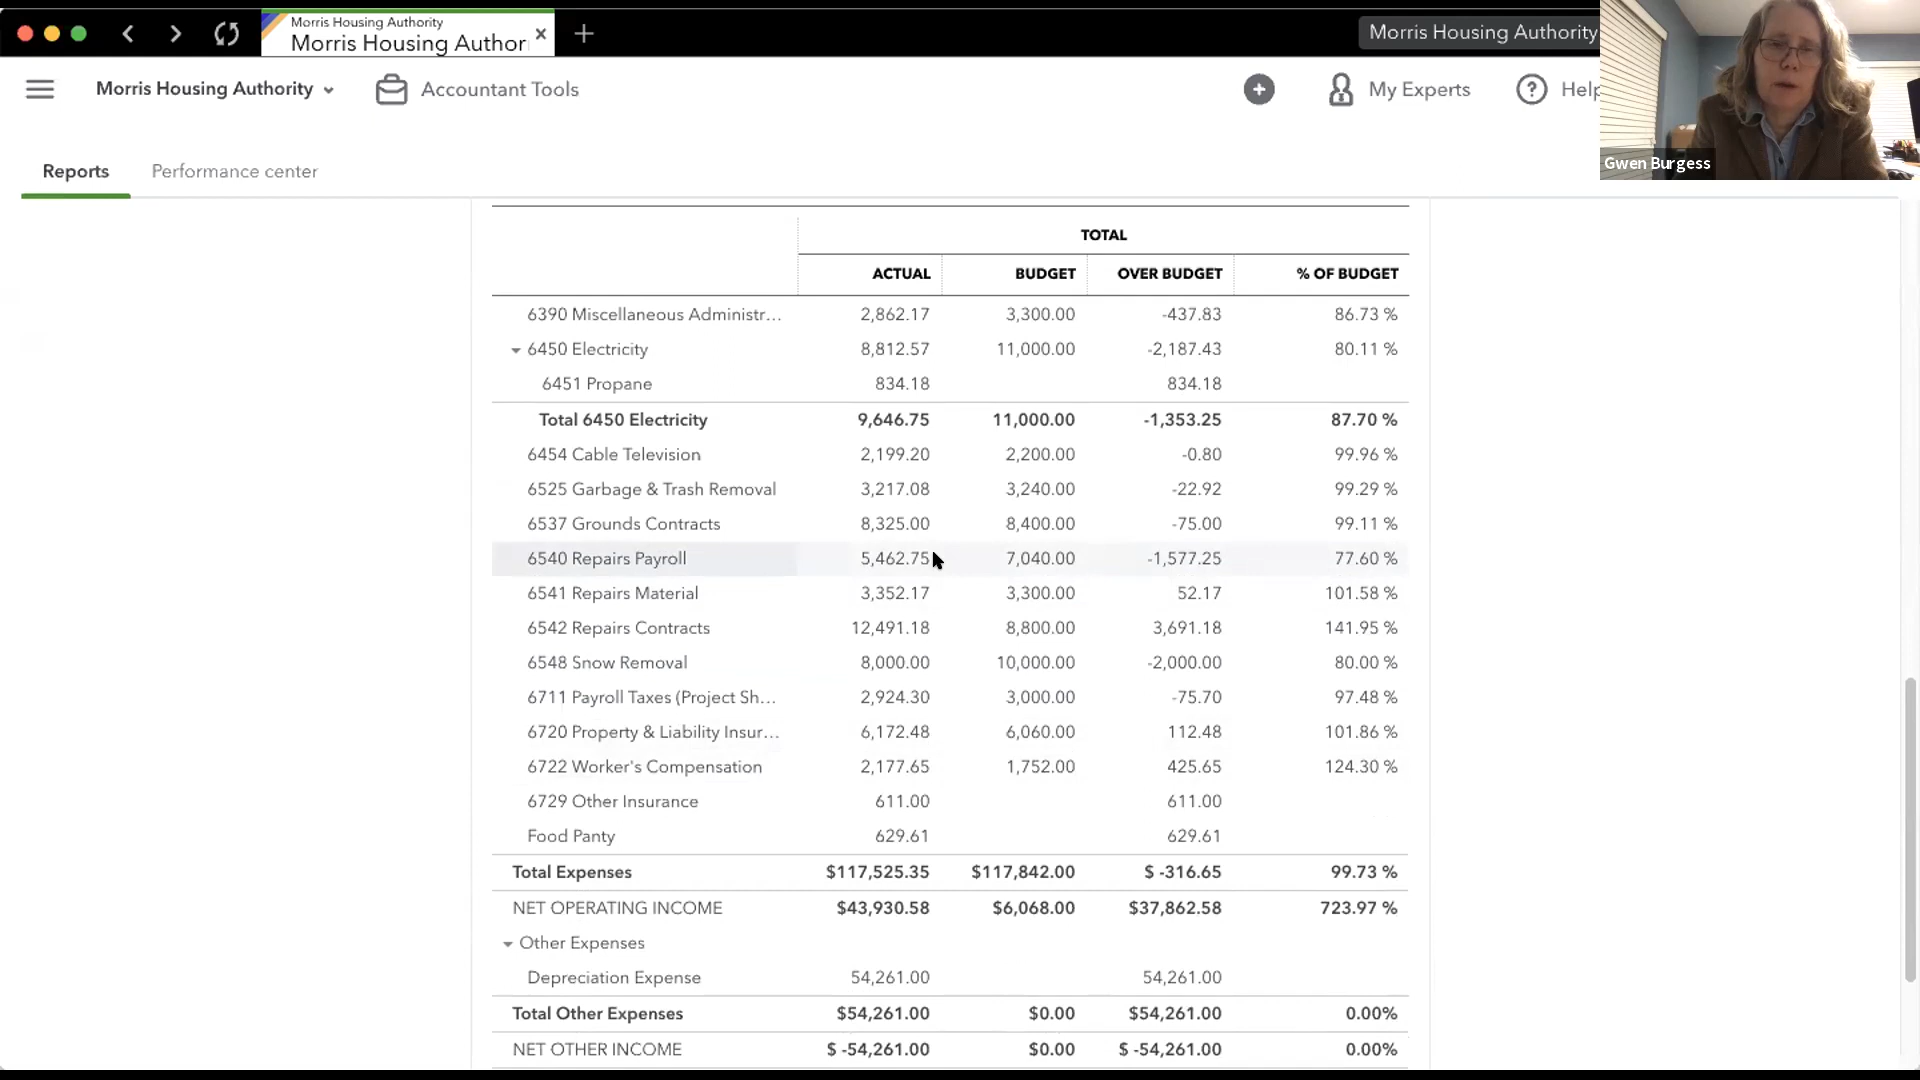 Morris Housing Authority
Morris Housing Author
Morris Housing Authority
Morris Housing Authority
Accountant Tools
My Experts
Help
Gwen Burgess
Reports
Performance center
TOTAL
ACTUAL BUDGET OVER BUDGET % OF BUDGET
6390 Miscellaneous Administr... 2,862.17 3,300.00 -437.83 86.73 %
6450 Electricity 8,812.57 11,000.00 -2,187.43 80.11 %
6451 Propane 834.18 834.18
Total 6450 Electricity 9,646.75 11,000.00 -1,353.25 87.70 %
6454 Cable Television 2,199.20 2,200.00 -0.80 99.96 %
6525 Garbage & Trash Removal 3,217.08 3,240.00 -22.92 99.29 %
6537 Grounds Contracts 8,325.00 8,400.00 -75.00 99.11 %
6540 Repairs Payroll 5,462.75 7,040.00 -1,577.25 77.60 %
6541 Repairs Material 3,352.17 3,300.00 52.17 101.58 %
6542 Repairs Contracts 12,491.18 8,800.00 3,691.18 141.95 %
6548 Snow Removal 8,000.00 10,000.00 -2,000.00 80.00 %
6711 Payroll Taxes (Project Sh... 2,924.30 3,000.00 -75.70 97.48 %
6720 Property & Liability Insur... 6,172.48 6,060.00 112.48 101.86 %
6722 Worker's Compensation 2,177.65 1,752.00 425.65 124.30 %
6729 Other Insurance 611.00 611.00
Food Panty 629.61 629.61
Total Expenses $117,525.35 $117,842.00 $ -316.65 99.73 %
NET OPERATING INCOME $43,930.58 $6,068.00 $37,862.58 723.97 %
Other Expenses
Depreciation Expense 54,261.00 54,261.00
Total Other Expenses $54,261.00 $0.00 $54,261.00 0.00%
NET OTHER INCOME $ -54,261.00 $0.00 $ -54,261.00 0.00%